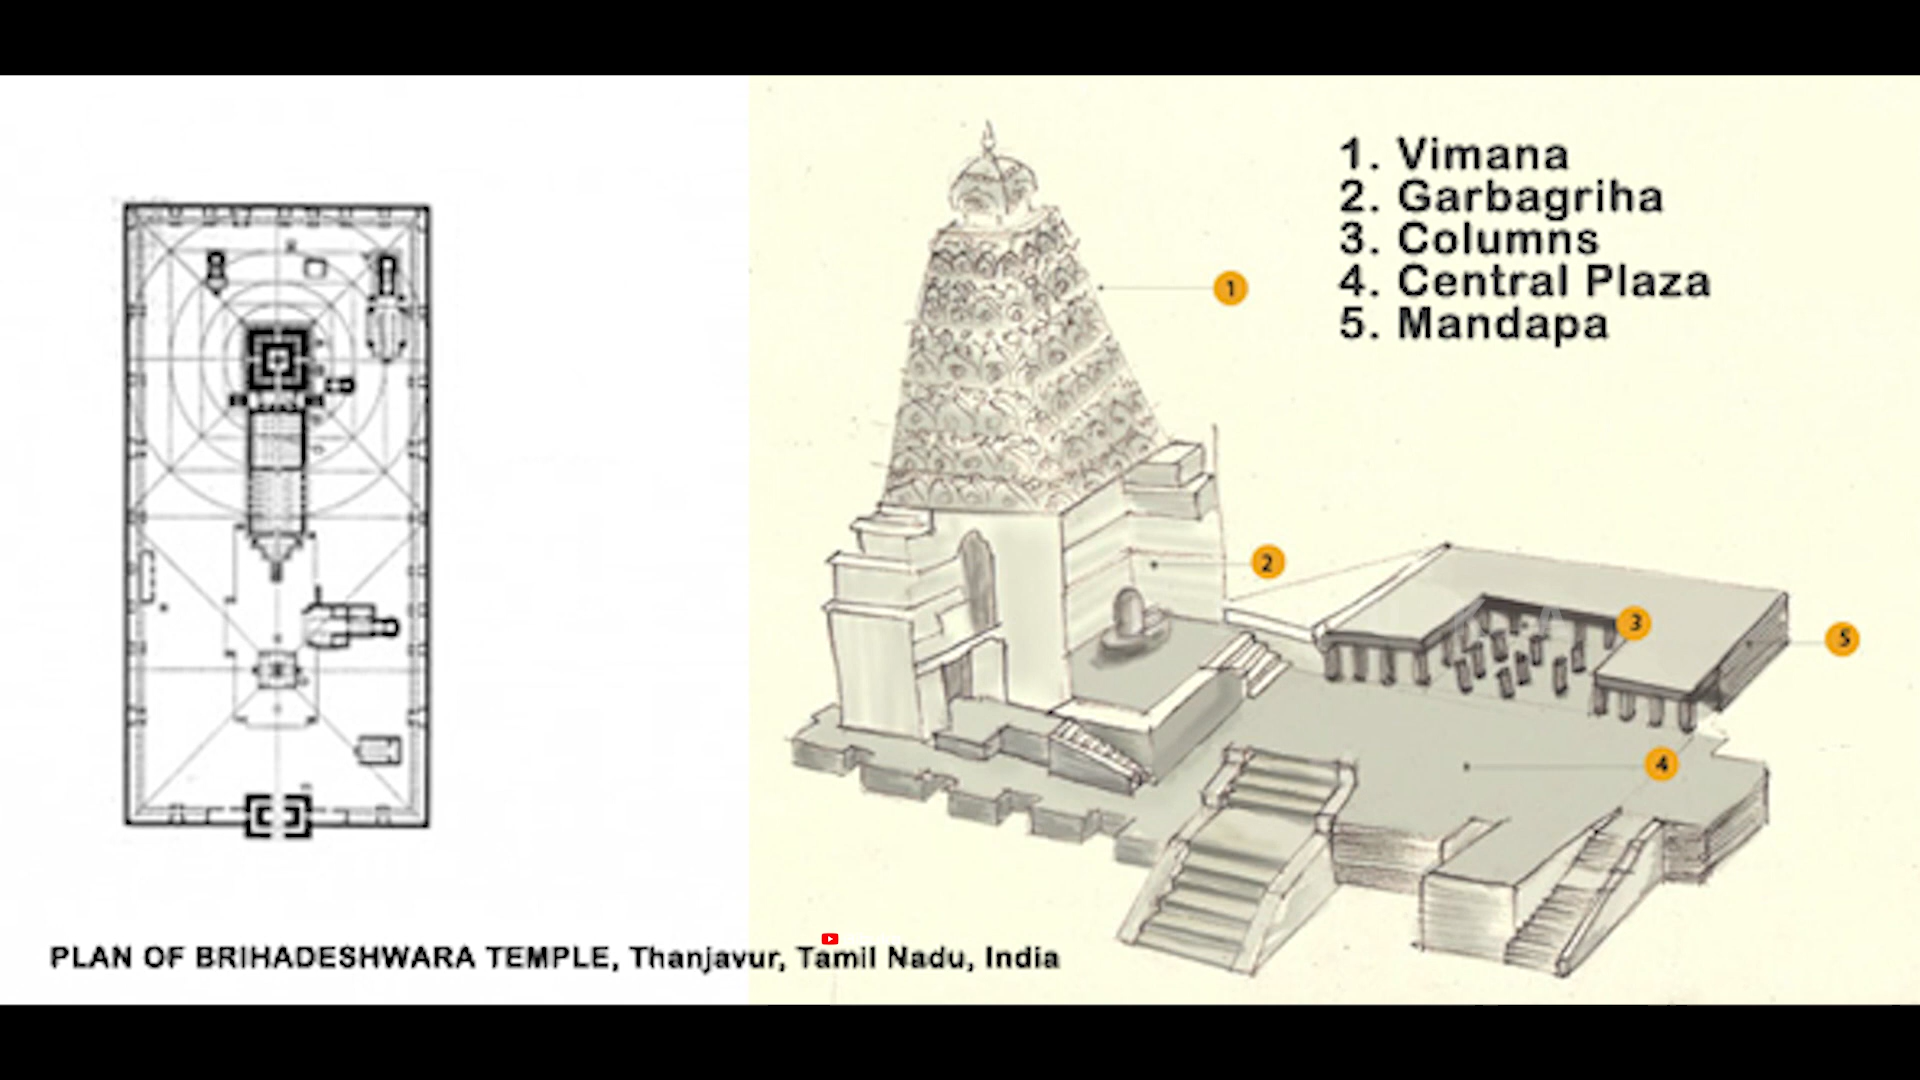 1. Vimana
2. Garbagriha
3. Columns
4. Central Plaza
5. Mandapa
1
2
3
5
4
PLAN OF BRIHADESHWARA TEMPLE, Thanjavur, Tamil Nadu, India